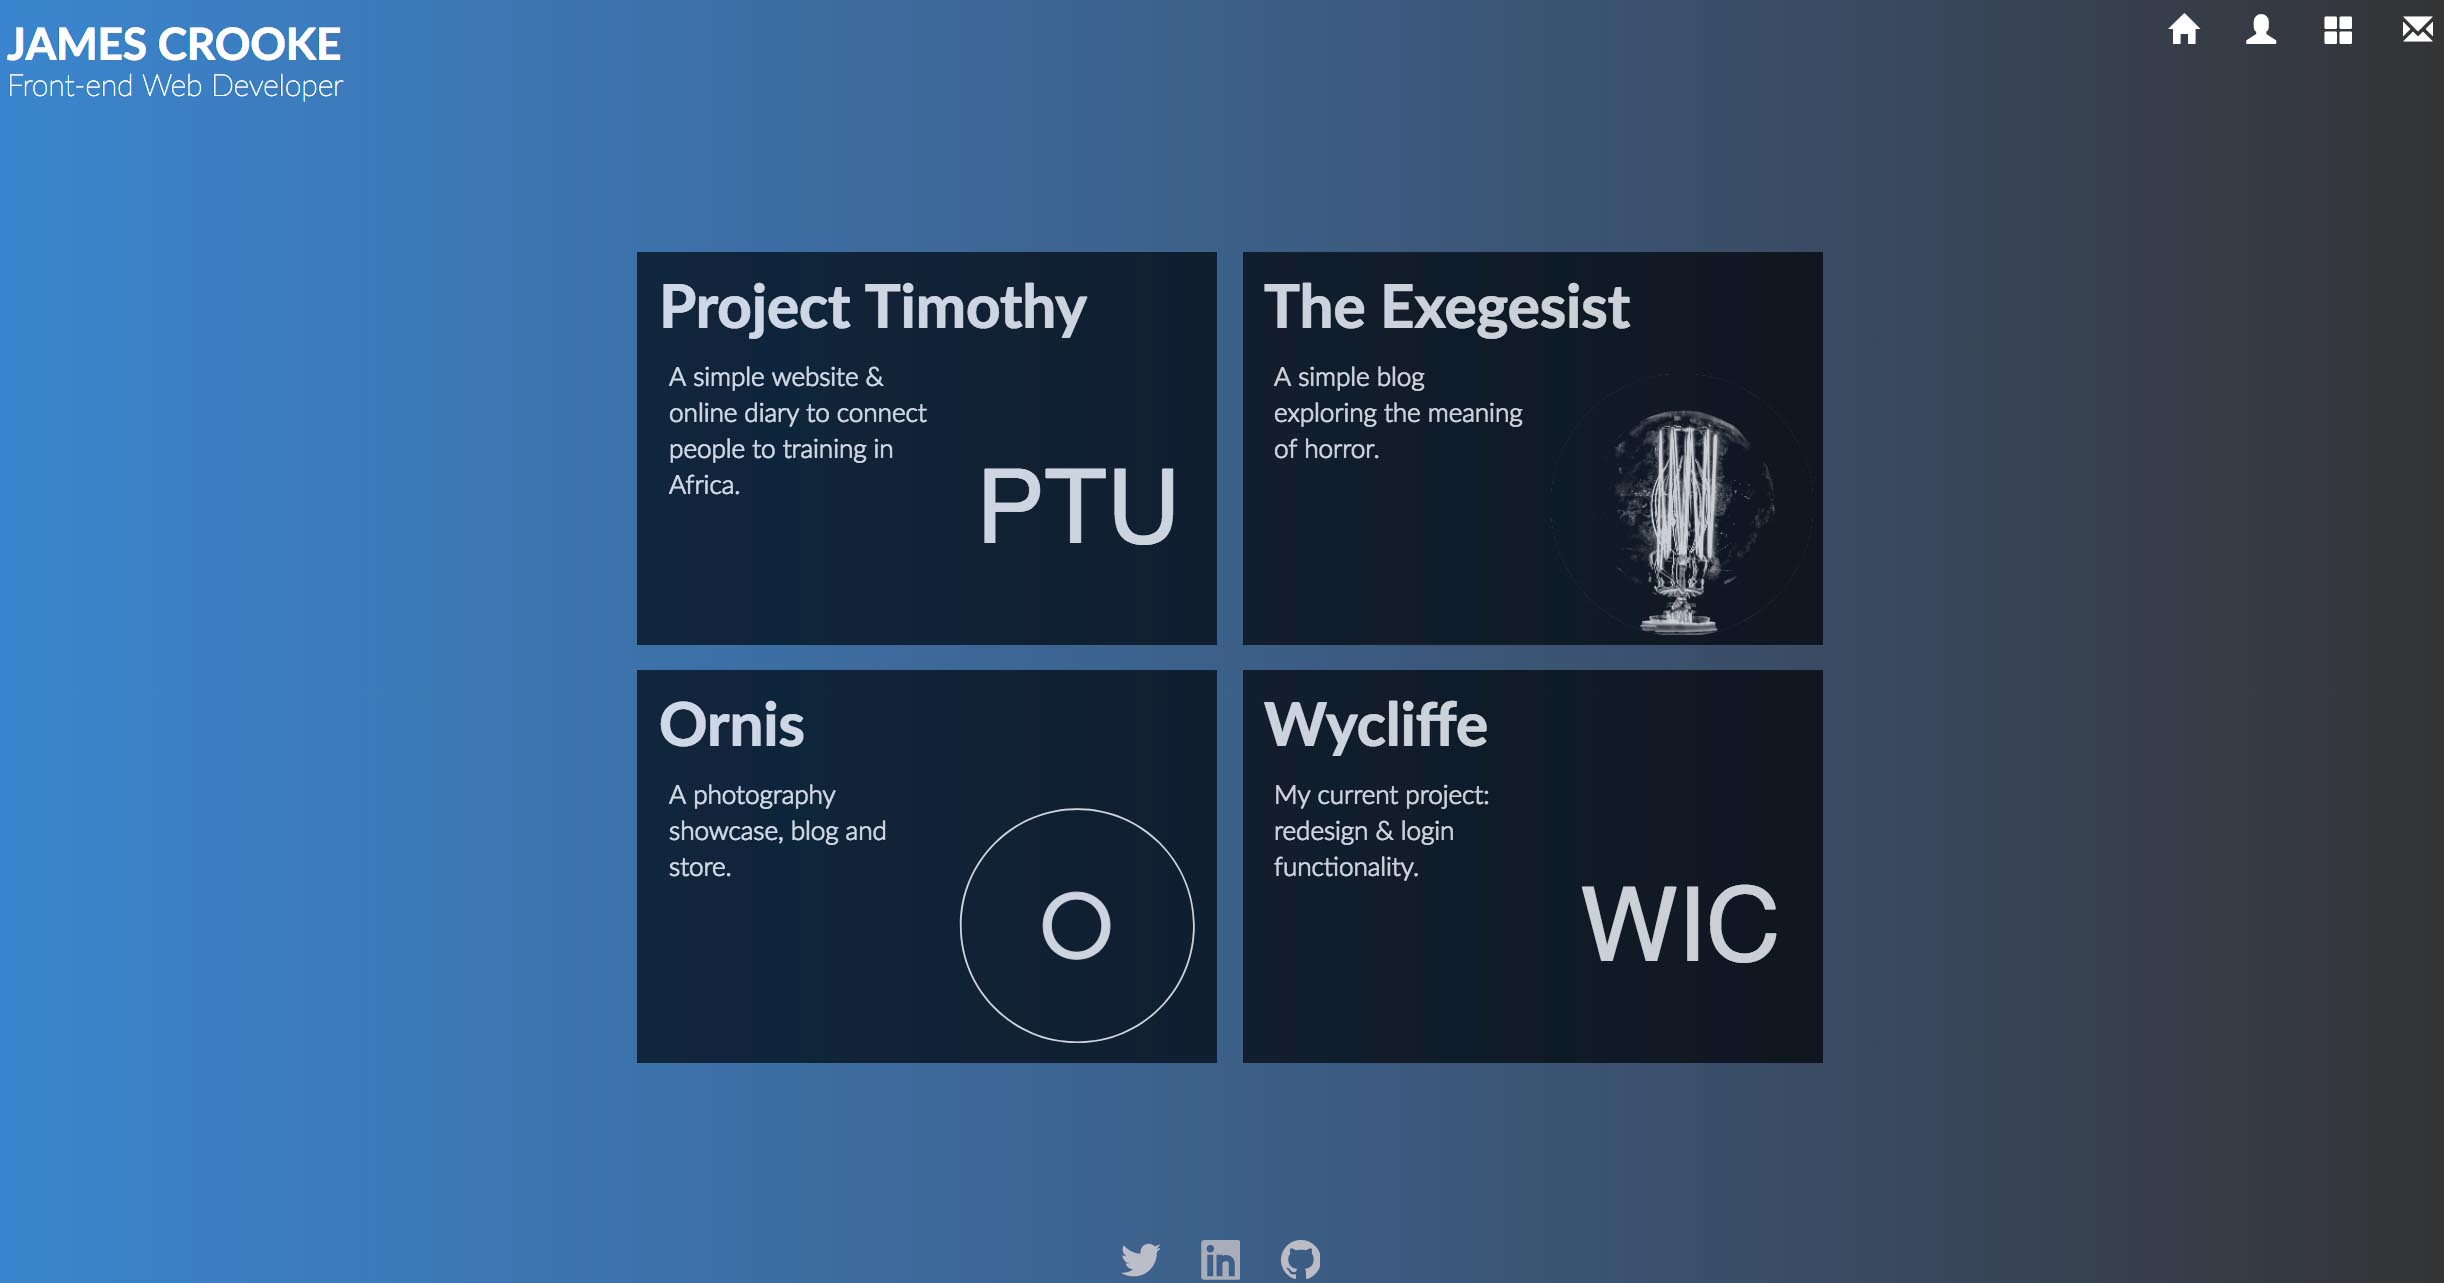 JAMES CROOKE
Front-end Web Developer
Project Timothy
A simple website &
online diary to connect
people to training in
Africa.
PTU
The Exegesist
A simple blog
exploring the meaning
of horror.
Ornis
A photography
showcase, blog and
store.
O
Wycliffe
My current project:
redesign & login
functionality.
WIC
in